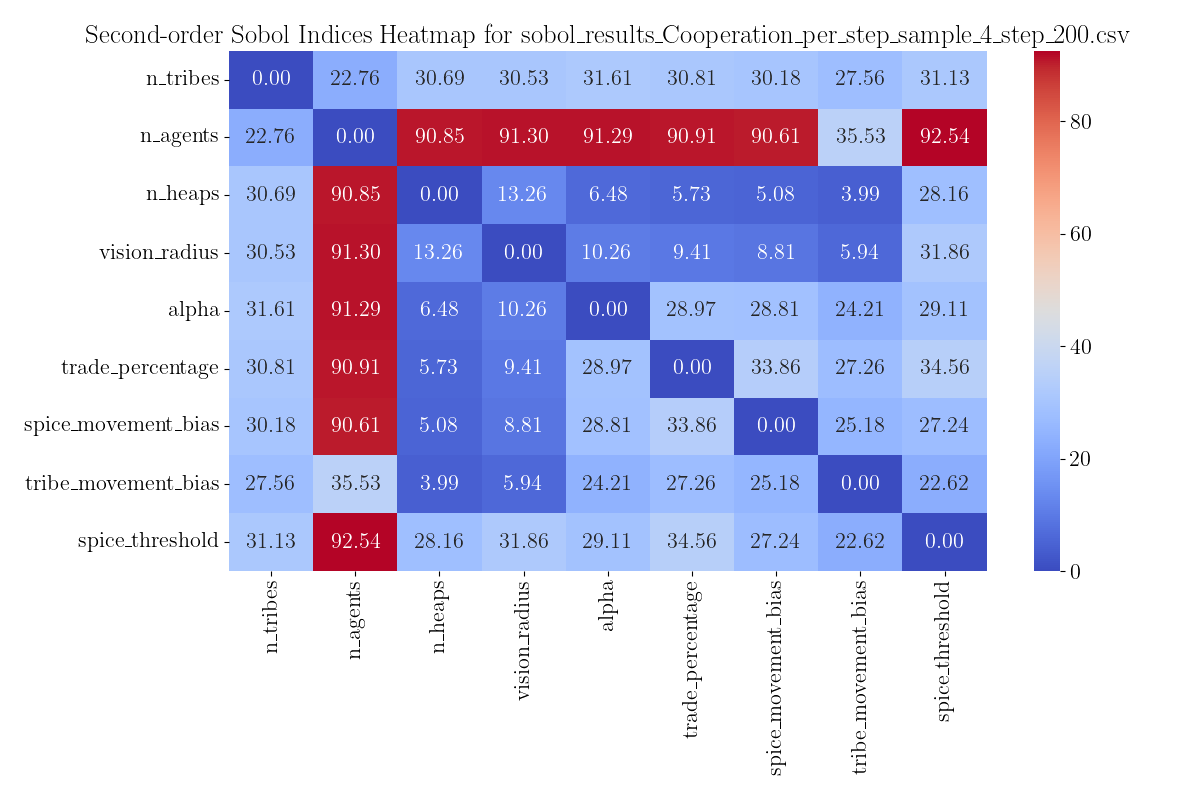 Second-order Sobol Indices Heatmap for sobol_results_Cooperation_per_step_sample_4_step_200.csv
n_tribes 0.00 22.76 30.69 30.53 31.61 30.81 30.18 27.56 31.13
n_agents 22.76 0.00 90.85 91.30 91.29 90.91 90.61 35.53 92.54
n_heaps 30.69 90.85 0.00 13.26 6.48 5.73 5.08 3.99 28.16
vision_radius 30.53 91.30 13.26 0.00 10.26 9.41 8.81 5.94 31.86
alpha 31.61 91.29 6.48 10.26 0.00 28.97 28.81 24.21 29.11
trade_percentage 30.81 90.91 5.73 9.41 28.97 0.00 33.86 27.26 34.56
spice_movement_bias 30.18 90.61 5.08 8.81 28.81 33.86 0.00 25.18 27.24
tribe_movement_bias 27.56 35.53 3.99 5.94 24.21 27.26 25.18 0.00 22.62
spice_threshold 31.13 92.54 28.16 31.86 29.11 34.56 27.24 22.62 0.00
n_tribes
n_agents
n_heaps
vision_radius
alpha
trade_percentage
spice_movement_bias
tribe_movement_bias
spice_threshold
80
60
40
20
0